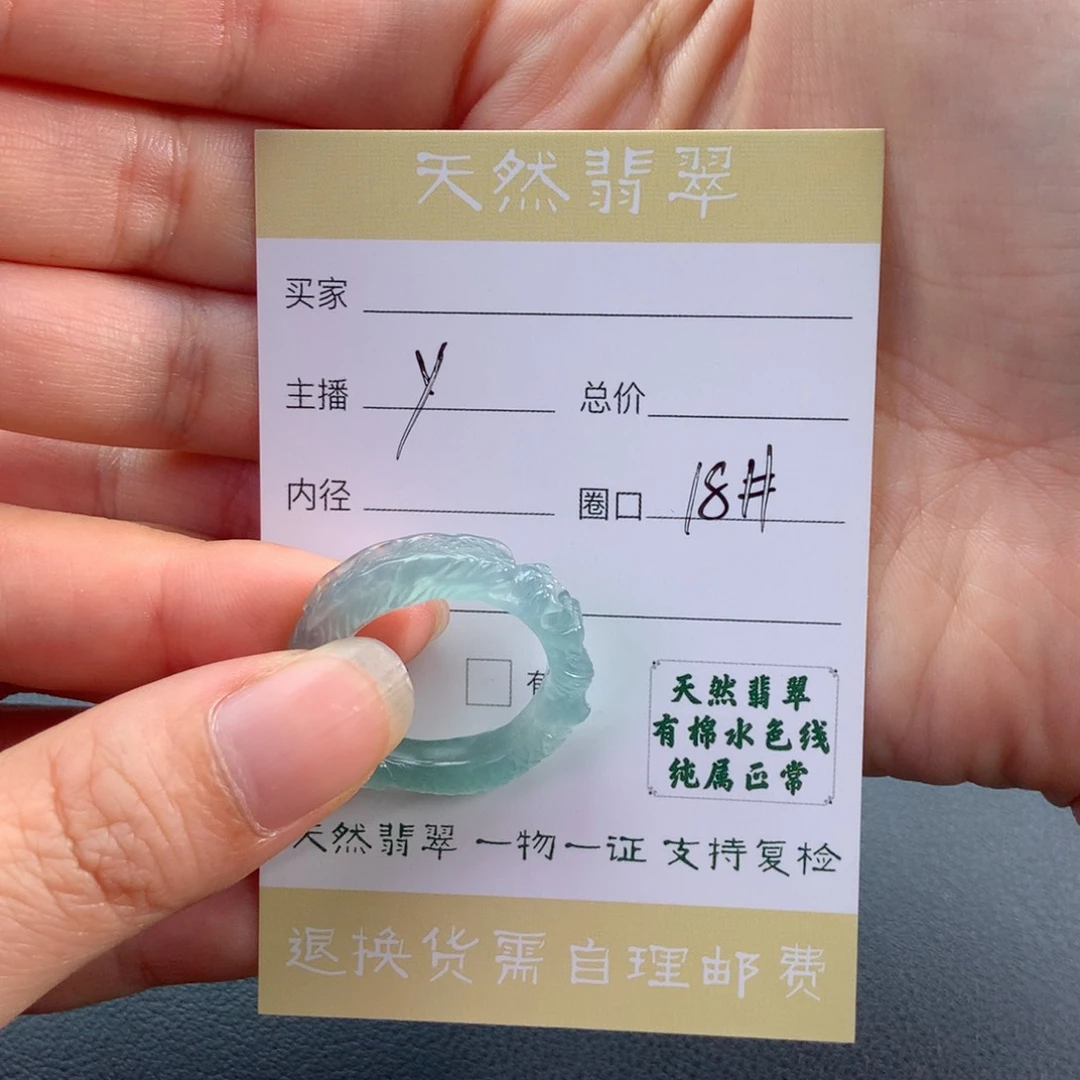 天然翡翠
买家
主播 y 总价
内径 圈口 18#
有
天然翡翠
有棉水色线
纯属正常
天然翡翠 一物一证 支持复检
退换货需自理邮费